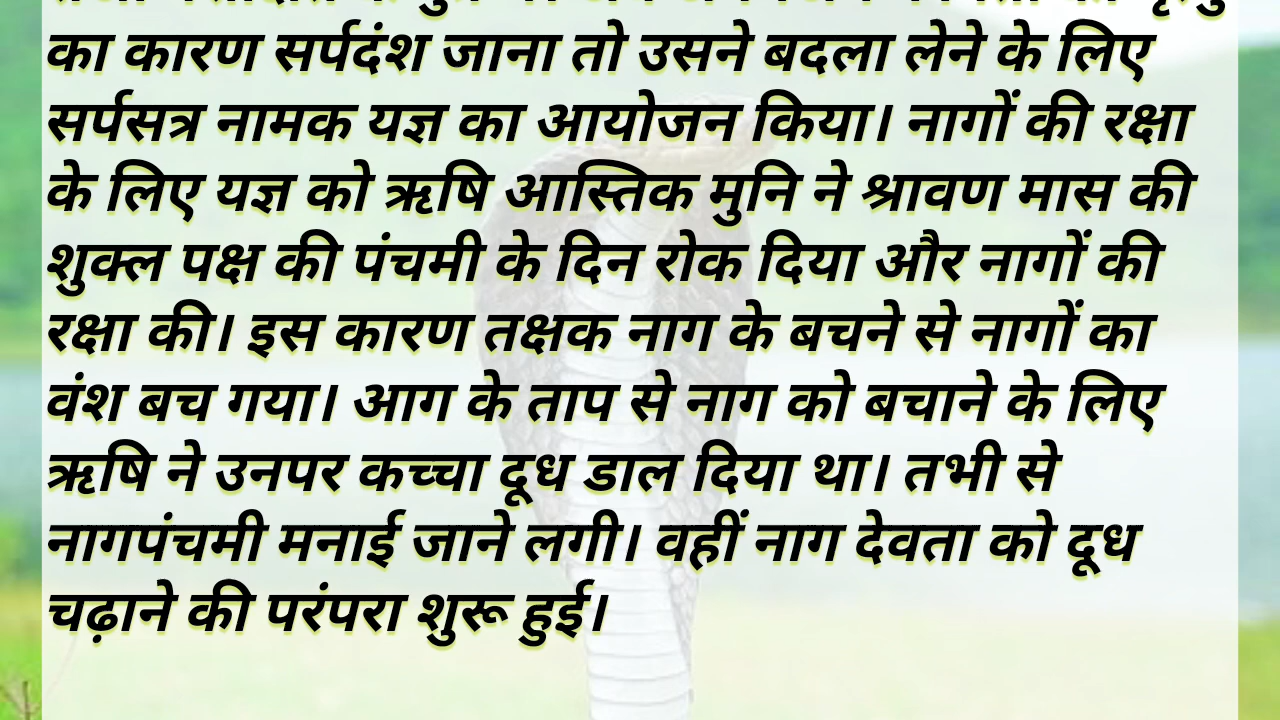 का कारण सर्पदंश जाना तो उसने बदला लेने के लिए
सर्पसत्र नामक यज्ञ का आयोजन किया। नागों की रक्षा
के लिए यज्ञ को ऋषि आस्तिक मुनि ने श्रावण मास की
शुक्ल पक्ष की पंचमी के दिन रोक दिया और नागों की
रक्षा की। इस कारण तक्षक नाग के बचने से नागों का
वंश बच गया। आग के ताप से नाग को बचाने के लिए
ऋषि ने उनपर कच्चा दूध डाल दिया था। तभी से
नागपंचमी मनाई जाने लगी। वहीं नाग देवता को दूध
चढ़ाने की परंपरा शुरू हुई।